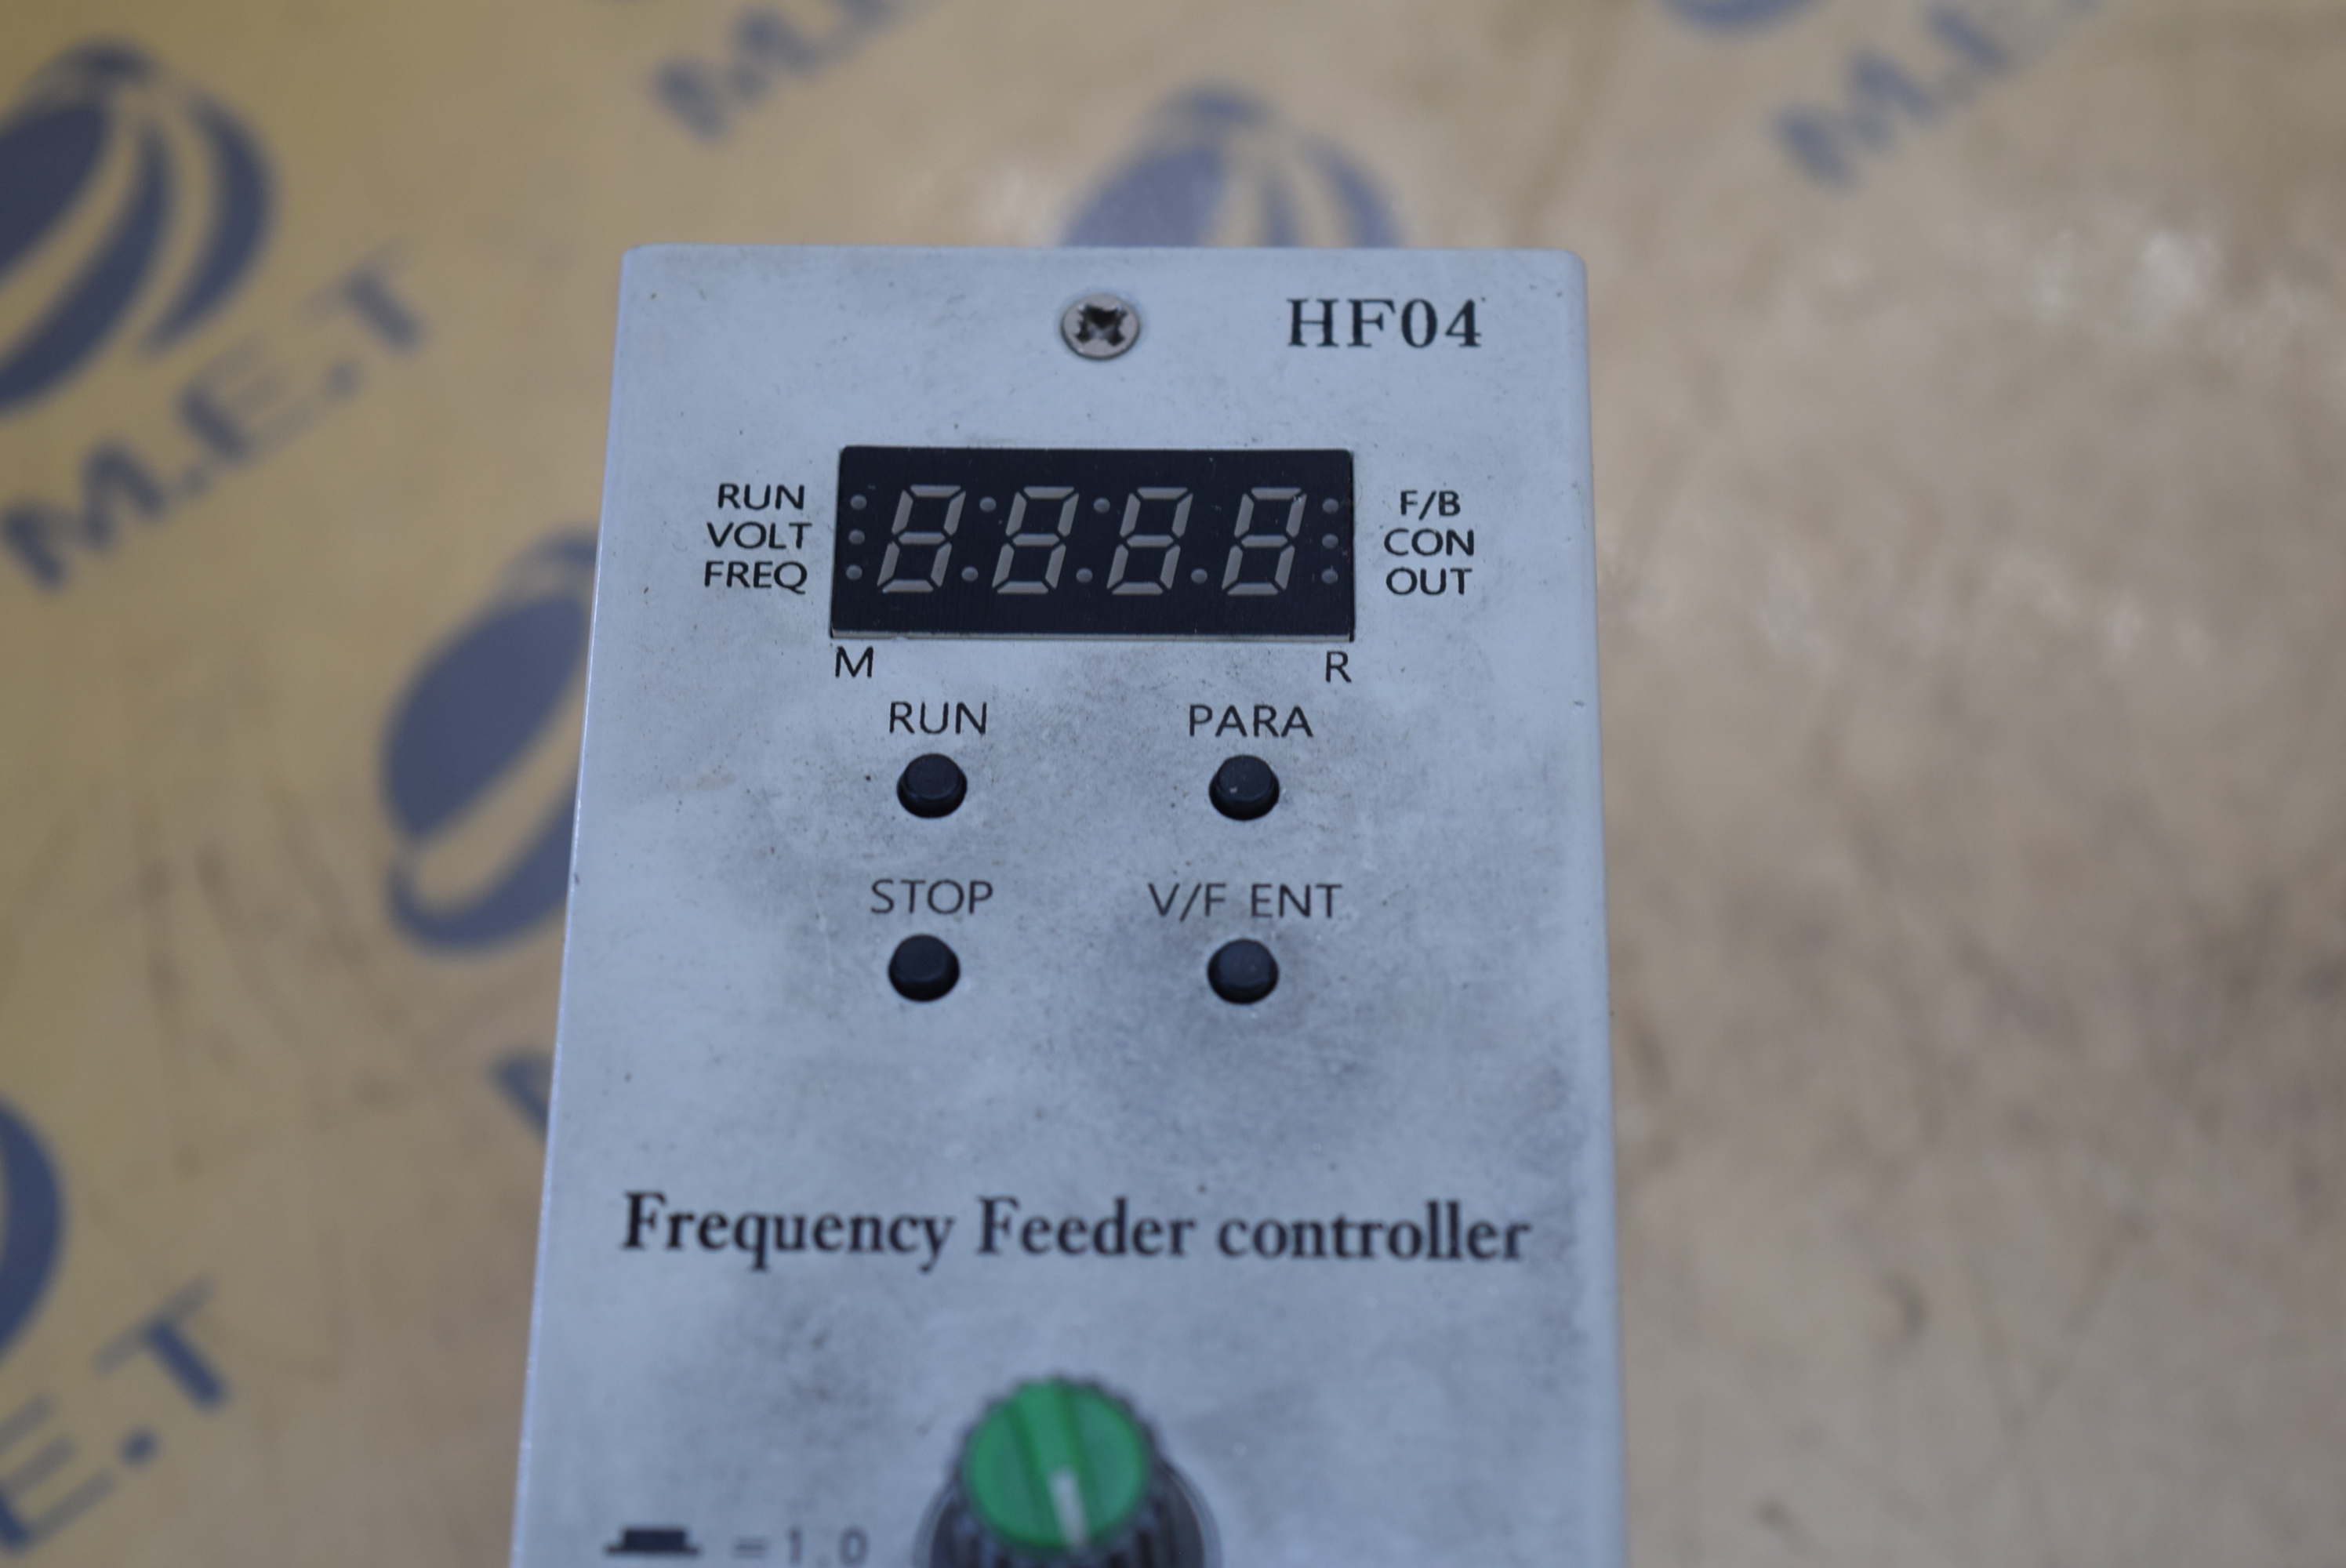 HF04
RUN
VOLT
FREQ
F/B
CON
OUT
M R
RUN PARA
STOP V/F ENT
Frequency Feeder controller
=1.0
M.E.T
M.E.T